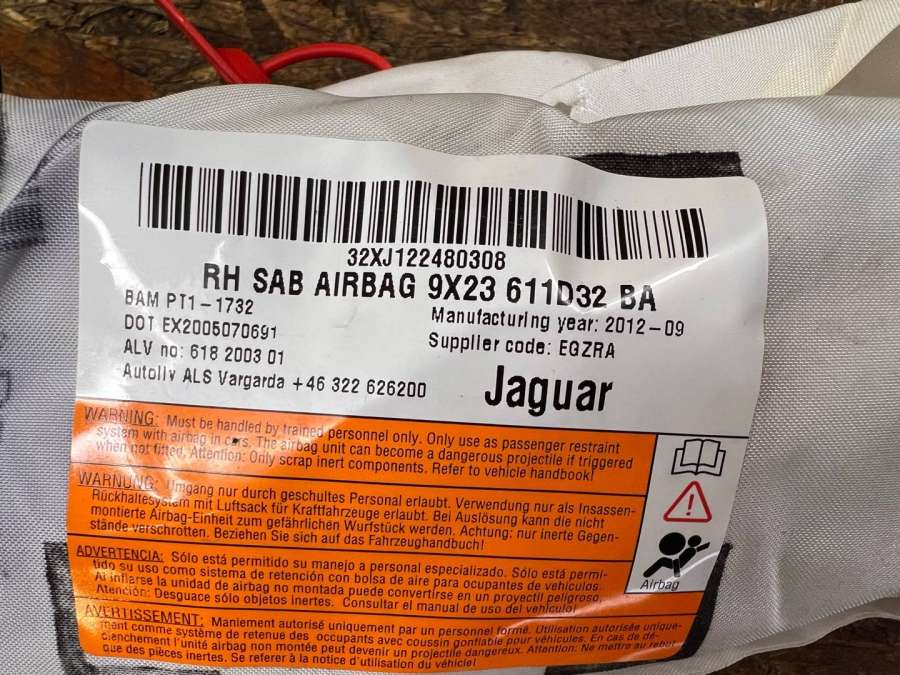 32XJ122480308
RH SAB AIRBAG 9X23 611D32 BA
BAM PT1-1732
Manufacturing year: 2012-09
DOT EX2005070691
Supplier code: EGZRA
ALV no: 618 2003 01
Autoliv ALS Vargarda +46 322 626200
Jaguar
WARNING: Must be handled by trained personnel only. Only use as passenger restraint
system with airbag in cars. The airbag unit can become a dangerous projectile if triggered
when not fitted. Attention: Only scrap inert components. Refer to vehicle handbook!
WARNUNG: Umgang nur durch geschultes Personal erlaubt. Verwendung nur als Insassen-
Rückhaltesystem mit Luftsack für Kraftfahrzeuge erlaubt. Bei Auslösung kann die nicht
montierte Airbag-Einheit zum gefährlichen Wurfstück werden. Achtung: nur inerte Gegen-
stände verschrotten. Beziehen Sie sich auf das Fahrzeughandbuch!
ADVERTENCIA: Sólo está permitido su manejo a personal especializado. Sólo está permi-
tido su uso como sistema de retención con bolsa de aire para ocupantes de vehículos.
Al inflarse la unidad de airbag no montada puede convertirse en un proyectil peligroso.
Atención: Desguace sólo objetos inertes. Consultar el manual de uso del vehículo!
AVERTISSEMENT: Maniement autorisé uniquement par un personnel formé. Utilisation autorisée unique-
ment comme système de retenue des occupants avec coussin gonflable pour véhicules. En cas de dé-
clenchement l'unité airbag non montée peut devenir un projectile dangereux. Attention: Ne mettre au rebut
que des pièces inertes. Se referer à la notice d'utilisation du véhicule!
Airbag